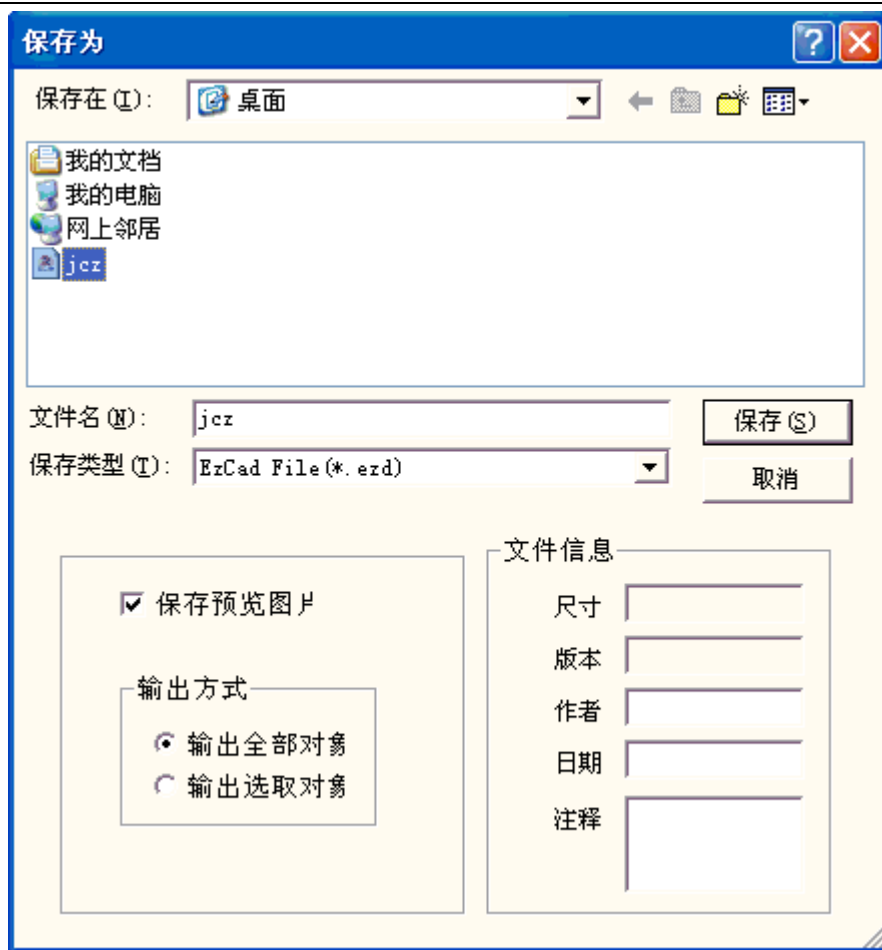 保存为
保存在(I):
桌面
我的文档
我的电脑
网上邻居
jcz
文件名(N):
jcz
保存(S)
保存类型(T):
EzCad File(*.ezd)
取消
保存预览图片
输出方式
输出全部对象
输出选取对象
文件信息
尺寸
版本
作者
日期
注释